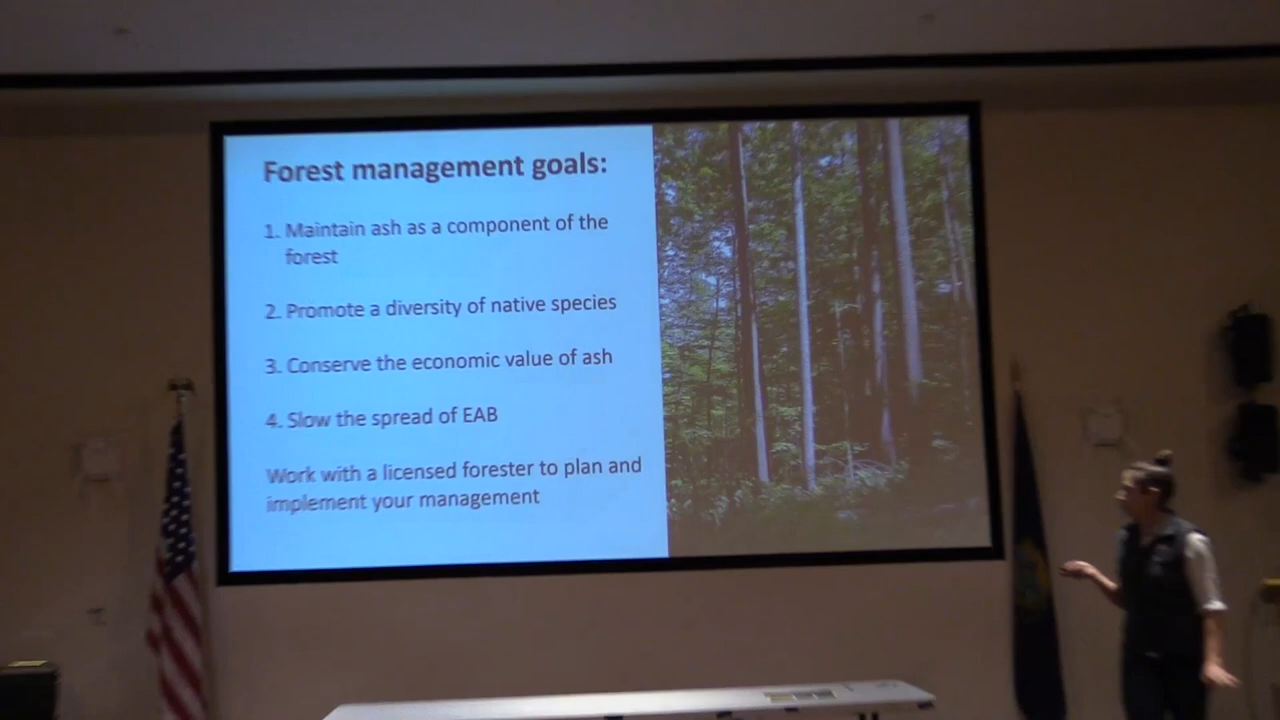 Forest management goals:
1. Maintain ash as a component of the
forest
2. Promote a diversity of native species
3. Conserve the economic value of ash
4. Slow the spread of EAB
Work with a licensed forester to plan and
implement your management